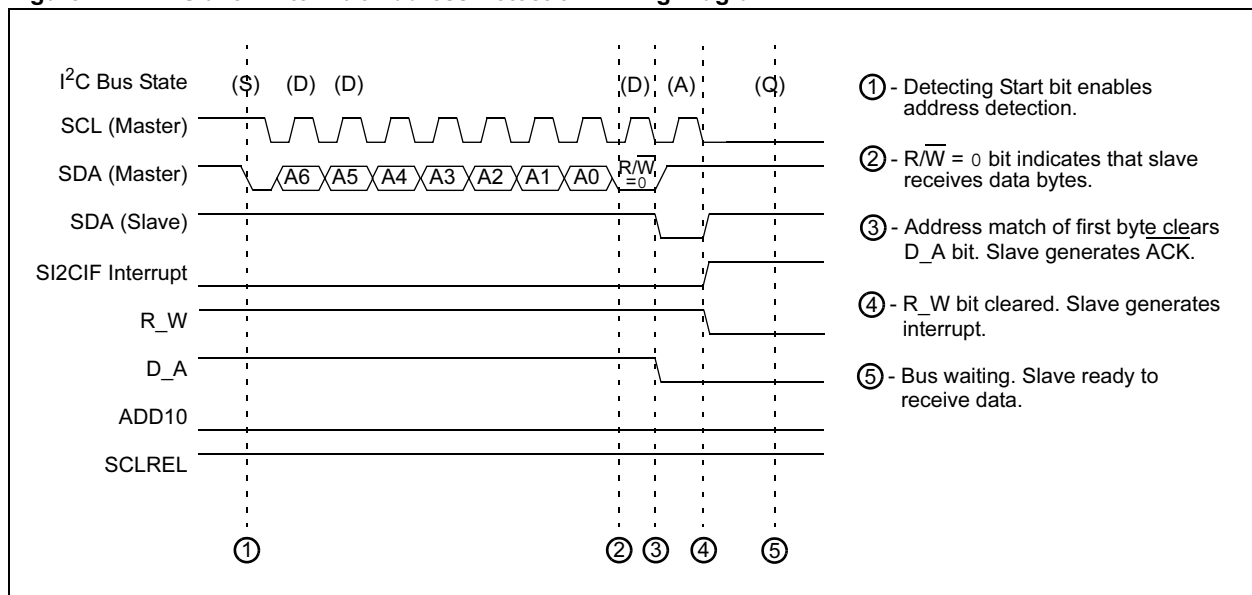 I2C Bus State (S) (D) (D) (D) (A) (Q)
SCL (Master)
SDA (Master) A6 A5 A4 A3 A2 A1 A0 R/W
=0
SDA (Slave)
SI2CIF Interrupt
R_W
D_A
ADD10
SCLREL
1 2 3 4 5
1 - Detecting Start bit enables
address detection.
2 - R/W = 0 bit indicates that slave
receives data bytes.
3 - Address match of first byte clears
D_A bit. Slave generates ACK.
4 - R_W bit cleared. Slave generates
interrupt.
5 - Bus waiting. Slave ready to
receive data.